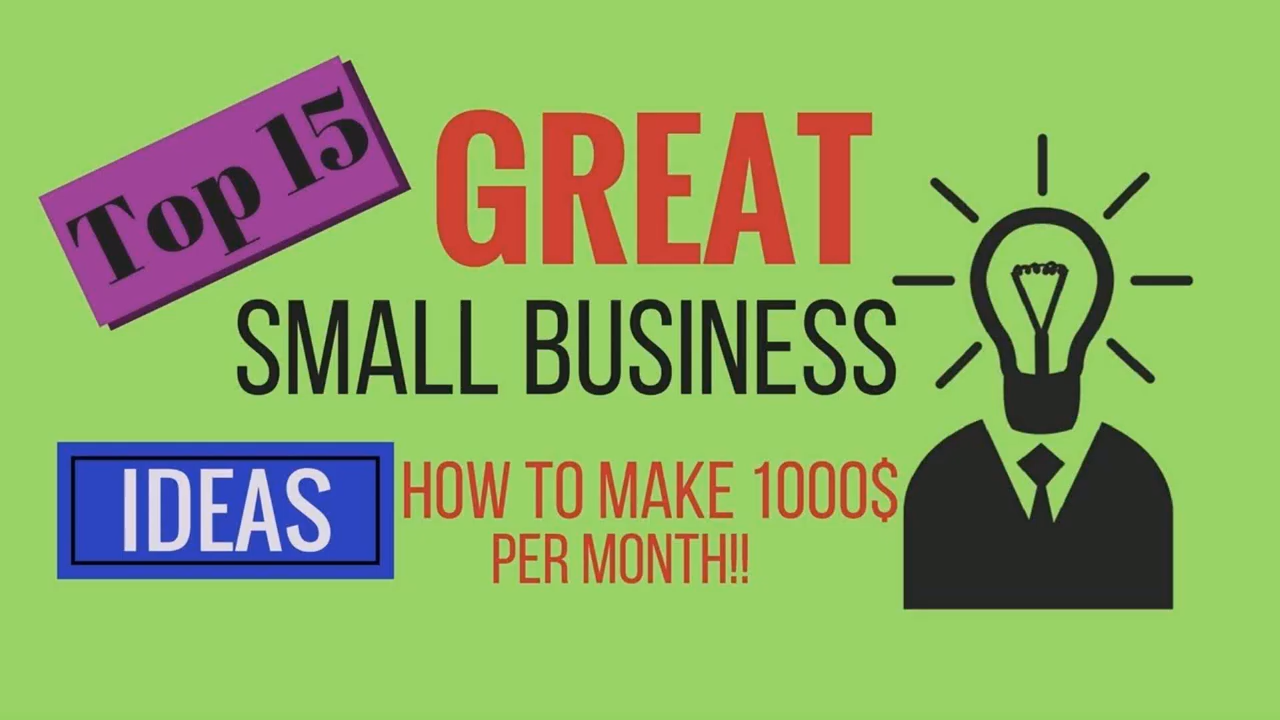 Top 15
GREAT
SMALL BUSINESS
IDEAS
HOW TO MAKE 1000$
PER MONTH!!